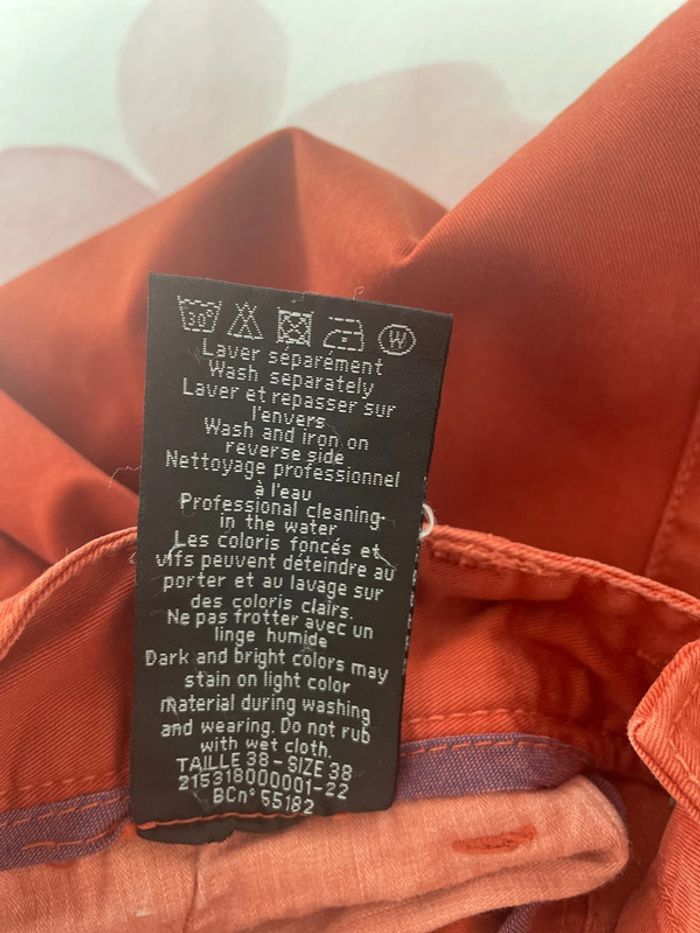 30°
W
Laver séparément
Wash separately
Laver et repasser sur
l'envers
Wash and iron on
reverse side
Nettoyage professionnel
à l'eau
Professional cleaning
in the water
Les coloris foncés et
vifs peuvent déteindre au
porter et au lavage sur
des coloris clairs.
Ne pas frotter avec un
linge humide
Dark and bright colors may
stain on light color
material during washing
and wearing. Do not rub
with wet cloth.
TAILLE 38 - SIZE 38
215318000001-22
BCn° 55182